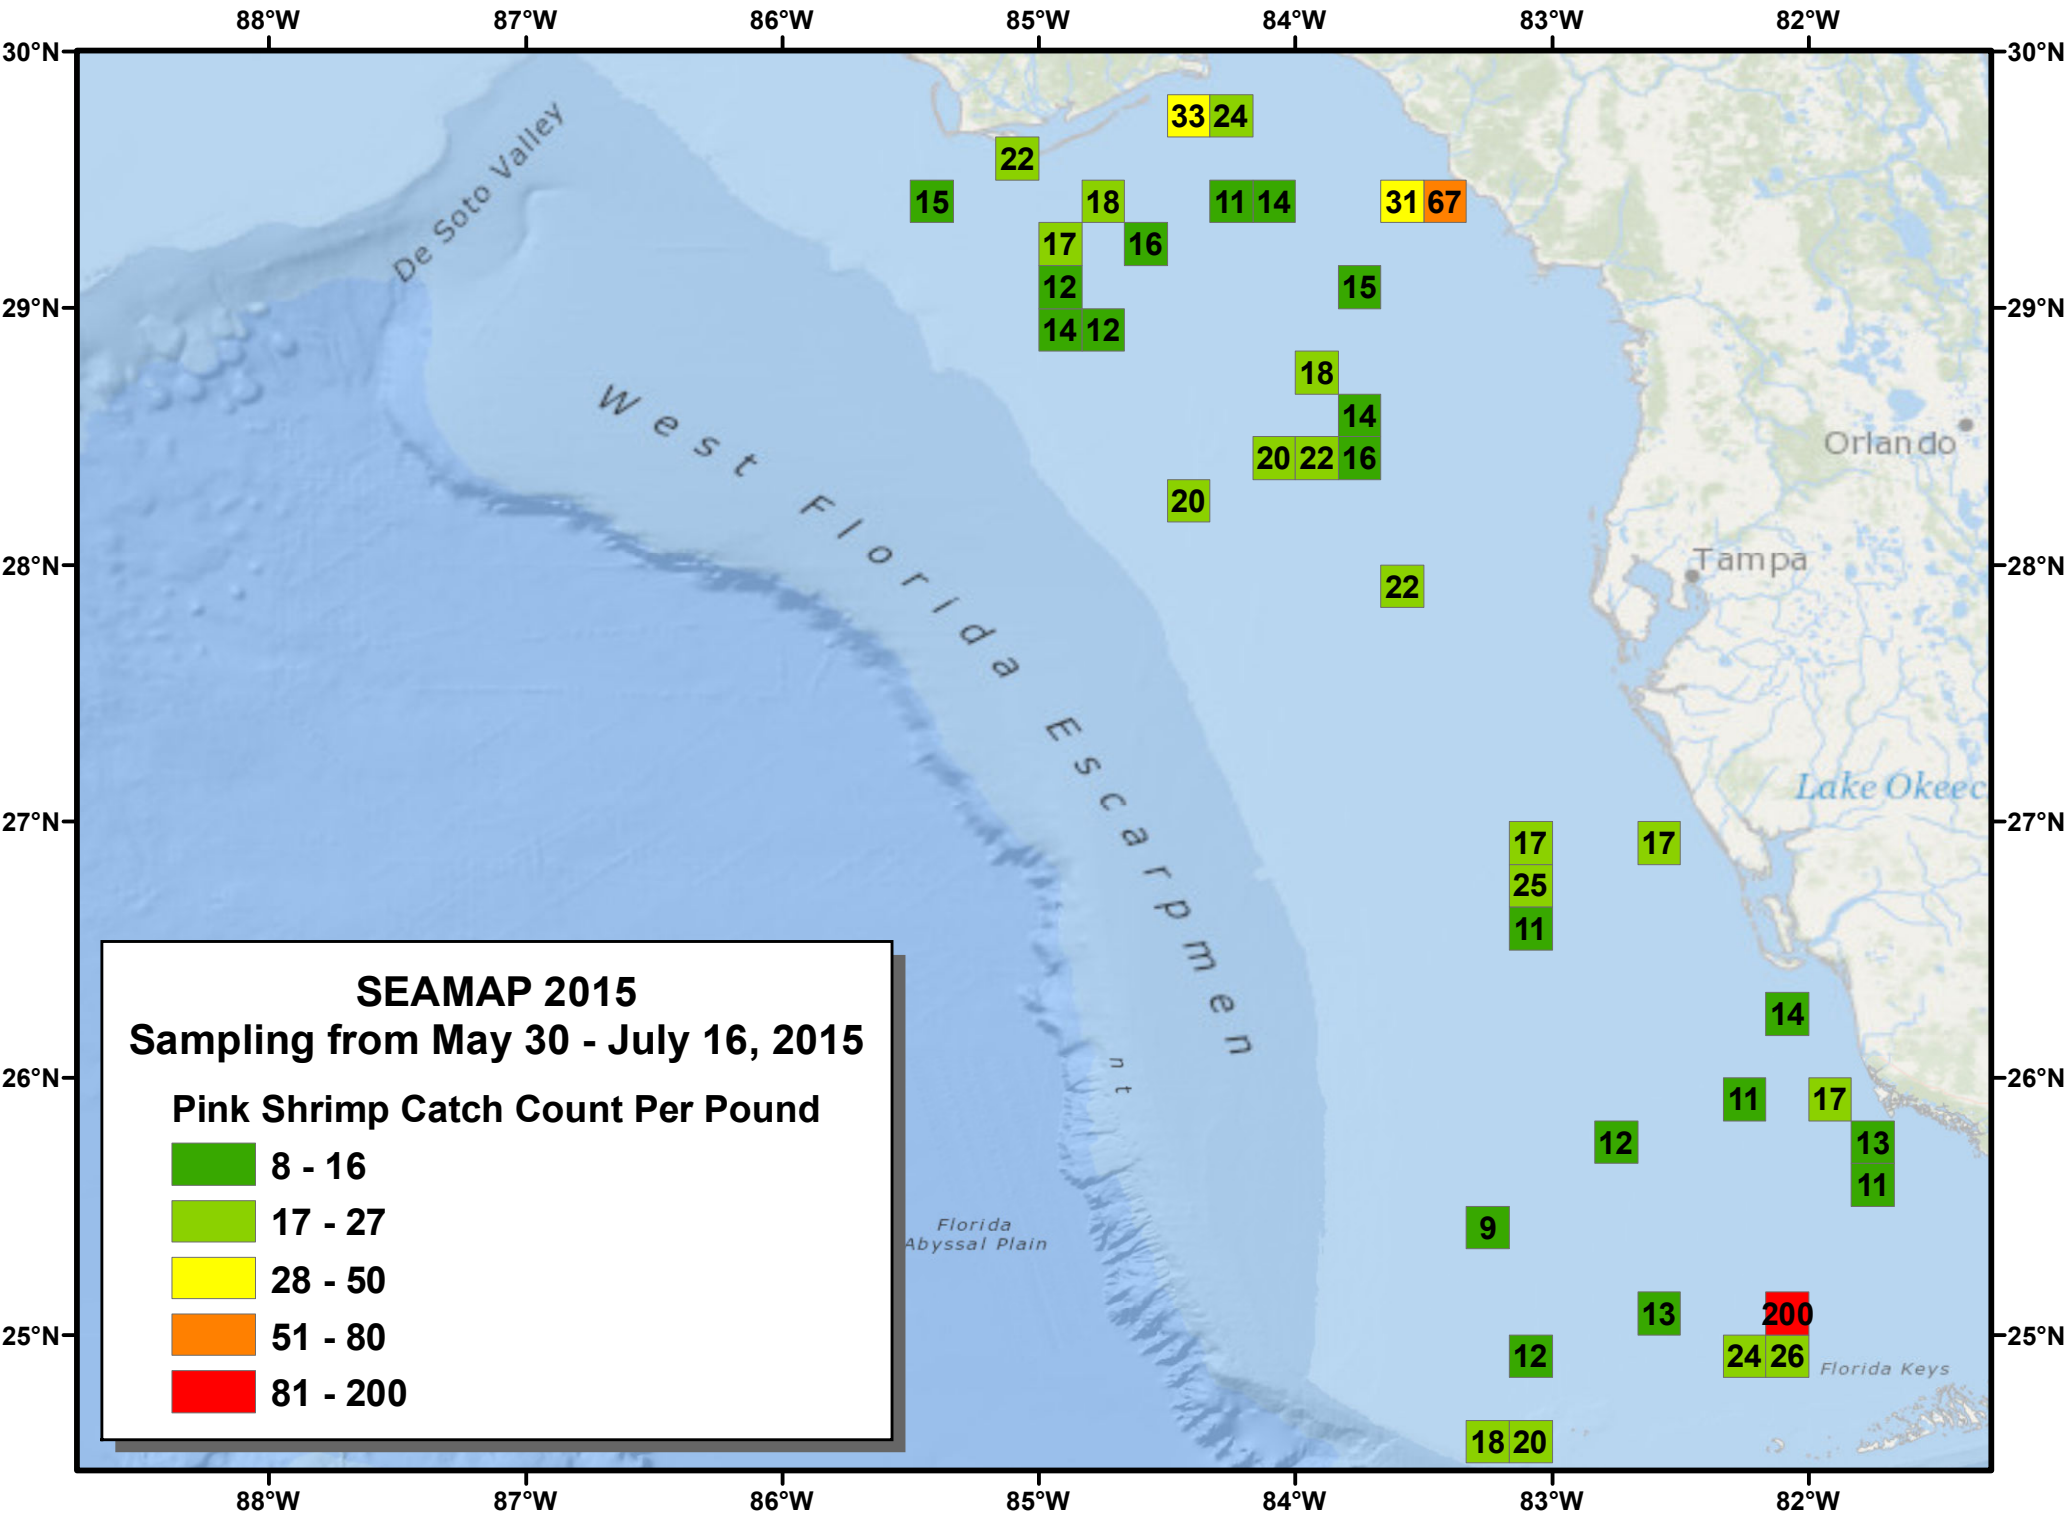 88°W 87°W 86°W 85°W 84°W 83°W 82°W
30°N 30°N
33 24
De Soto Valley
22
15 18 11 14 31 67
17 16
12 15
29°N 29°N
14 12
18
West Florida Escarpmen
14
Orlando
20 22 16
20
Tampa
28°N 28°N
22
Lake Okeec
27°N 27°N
17 17
25
11
SEAMAP 2015
Sampling from May 30 - July 16, 2015
Pink Shrimp Catch Count Per Pound
8 - 16
17 - 27
28 - 50
51 - 80
81 - 200
14
nt
26°N 26°N
11 17
12 13
11
Florida
Abyssal Plain
9
13 200
25°N 25°N
12 24 26
Florida Keys
18 20
88°W 87°W 86°W 85°W 84°W 83°W 82°W